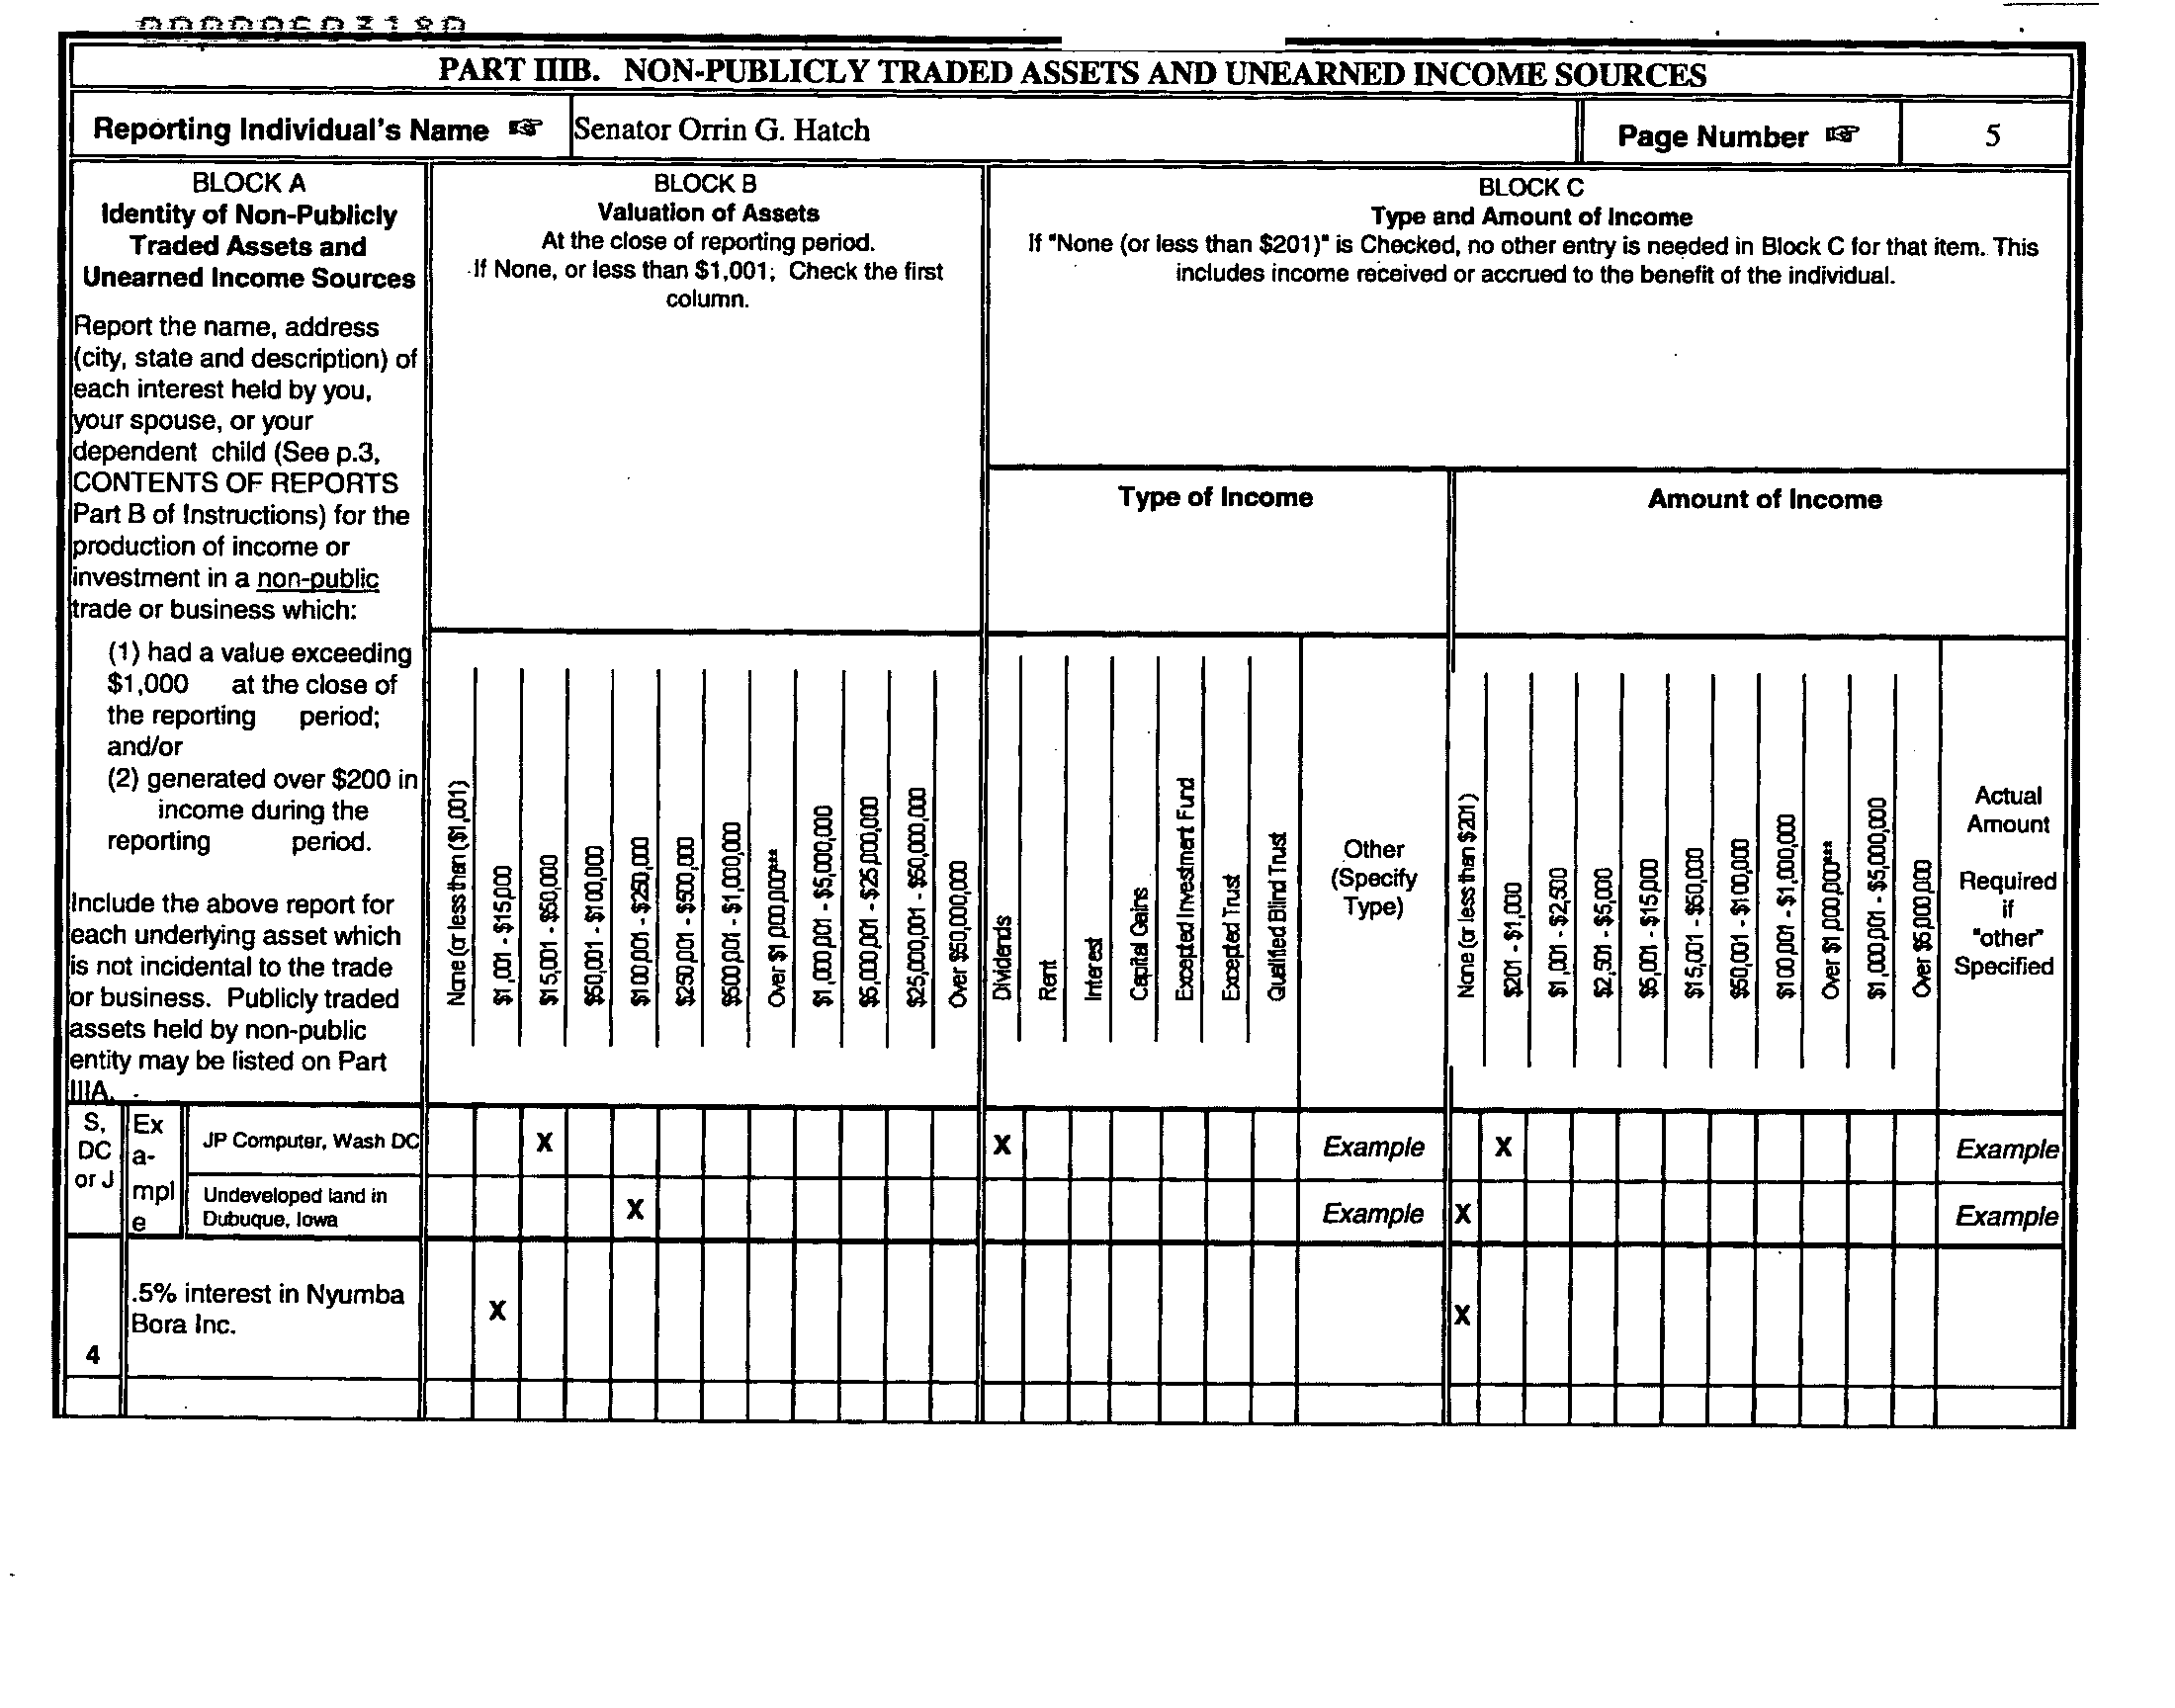 PART IIIB. NON-PUBLICLY TRADED ASSETS AND UNEARNED INCOME SOURCES
Reporting Individual's Name ☞ Senator Orrin G. Hatch Page Number ☞ 5
BLOCK A
Identity of Non-Publicly
Traded Assets and
Unearned Income Sources
Report the name, address
(city, state and description) of
each interest held by you,
your spouse, or your
dependent child (See p.3,
CONTENTS OF REPORTS
Part B of Instructions) for the
production of income or
investment in a non-public
trade or business which:
(1) had a value exceeding
$1,000 at the close of
the reporting period;
and/or
(2) generated over $200 in
income during the
reporting period.
Include the above report for
each underlying asset which
is not incidental to the trade
or business. Publicly traded
assets held by non-public
entity may be listed on Part
IIIA.
BLOCK B
Valuation of Assets
At the close of reporting period.
If None, or less than $1,001; Check the first
column.
None (or less than ($1,001)
$1,001 - $15,000
$15,001 - $50,000
$50,001 - $100,000
$100,001 - $250,000
$250,001 - $500,000
$500,001 - $1,000,000
Over $1,000,000***
$1,000,001 - $5,000,000
$5,000,001 - $25,000,000
$25,000,001 - $50,000,000
Over $50,000,000
BLOCK C
Type and Amount of Income
If "None (or less than $201)" is Checked, no other entry is needed in Block C for that item. This
includes income received or accrued to the benefit of the individual.
Type of Income
Dividends
Rent
Interest
Capital Gains
Excepted Investment Fund
Excepted Trust
Qualified Blind Trust
Other
(Specify
Type)
Amount of Income
None (or less than $201)
$201 - $1,000
$1,001 - $2,500
$2,501 - $5,000
$5,001 - $15,000
$15,001 - $50,000
$50,001 - $100,000
$100,001 - $1,000,000
Over $1,000,000***
$1,000,001 - $5,000,000
Over $5,000,000
Actual
Amount
Required
if
"other"
Specified
S,
DC
or J
Ex
a-
mpl
e
JP Computer, Wash DC X X Example X Example
Undeveloped land in
Dubuque, Iowa X Example X Example
.5% interest in Nyumba
Bora Inc. X X
4